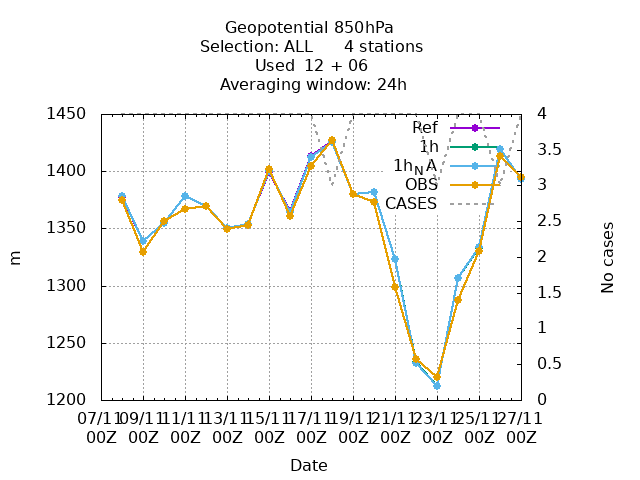 Geopotential 850hPa
Selection: ALL 4 stations
Used 12 + 06
Averaging window: 24h
1450
1400
1350
1300
1250
1200
m
4
3.5
3
2.5
2
1.5
1
0.5
0
No cases
Ref
1h
1hNA
OBS
CASES
07/11 09/11 11/11 13/11 15/11 17/11 19/11 21/11 23/11 25/11 27/11
00Z 00Z 00Z 00Z 00Z 00Z 00Z 00Z 00Z 00Z 00Z
Date